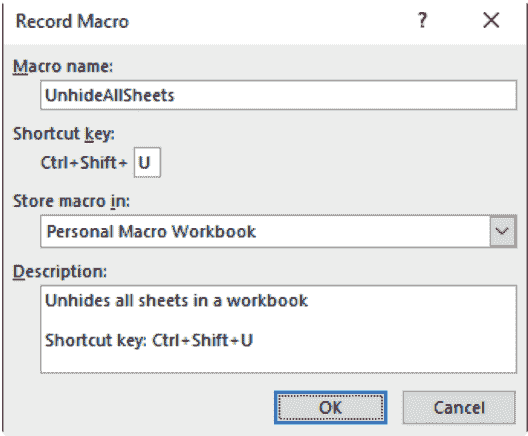 Record Macro ?
Macro name:
UnhideAllSheets
Shortcut key:
Ctrl+Shift+ U
Store macro in:
Personal Macro Workbook
Description:
Unhides all sheets in a workbook
Shortcut key: Ctrl+Shift+U
OK Cancel